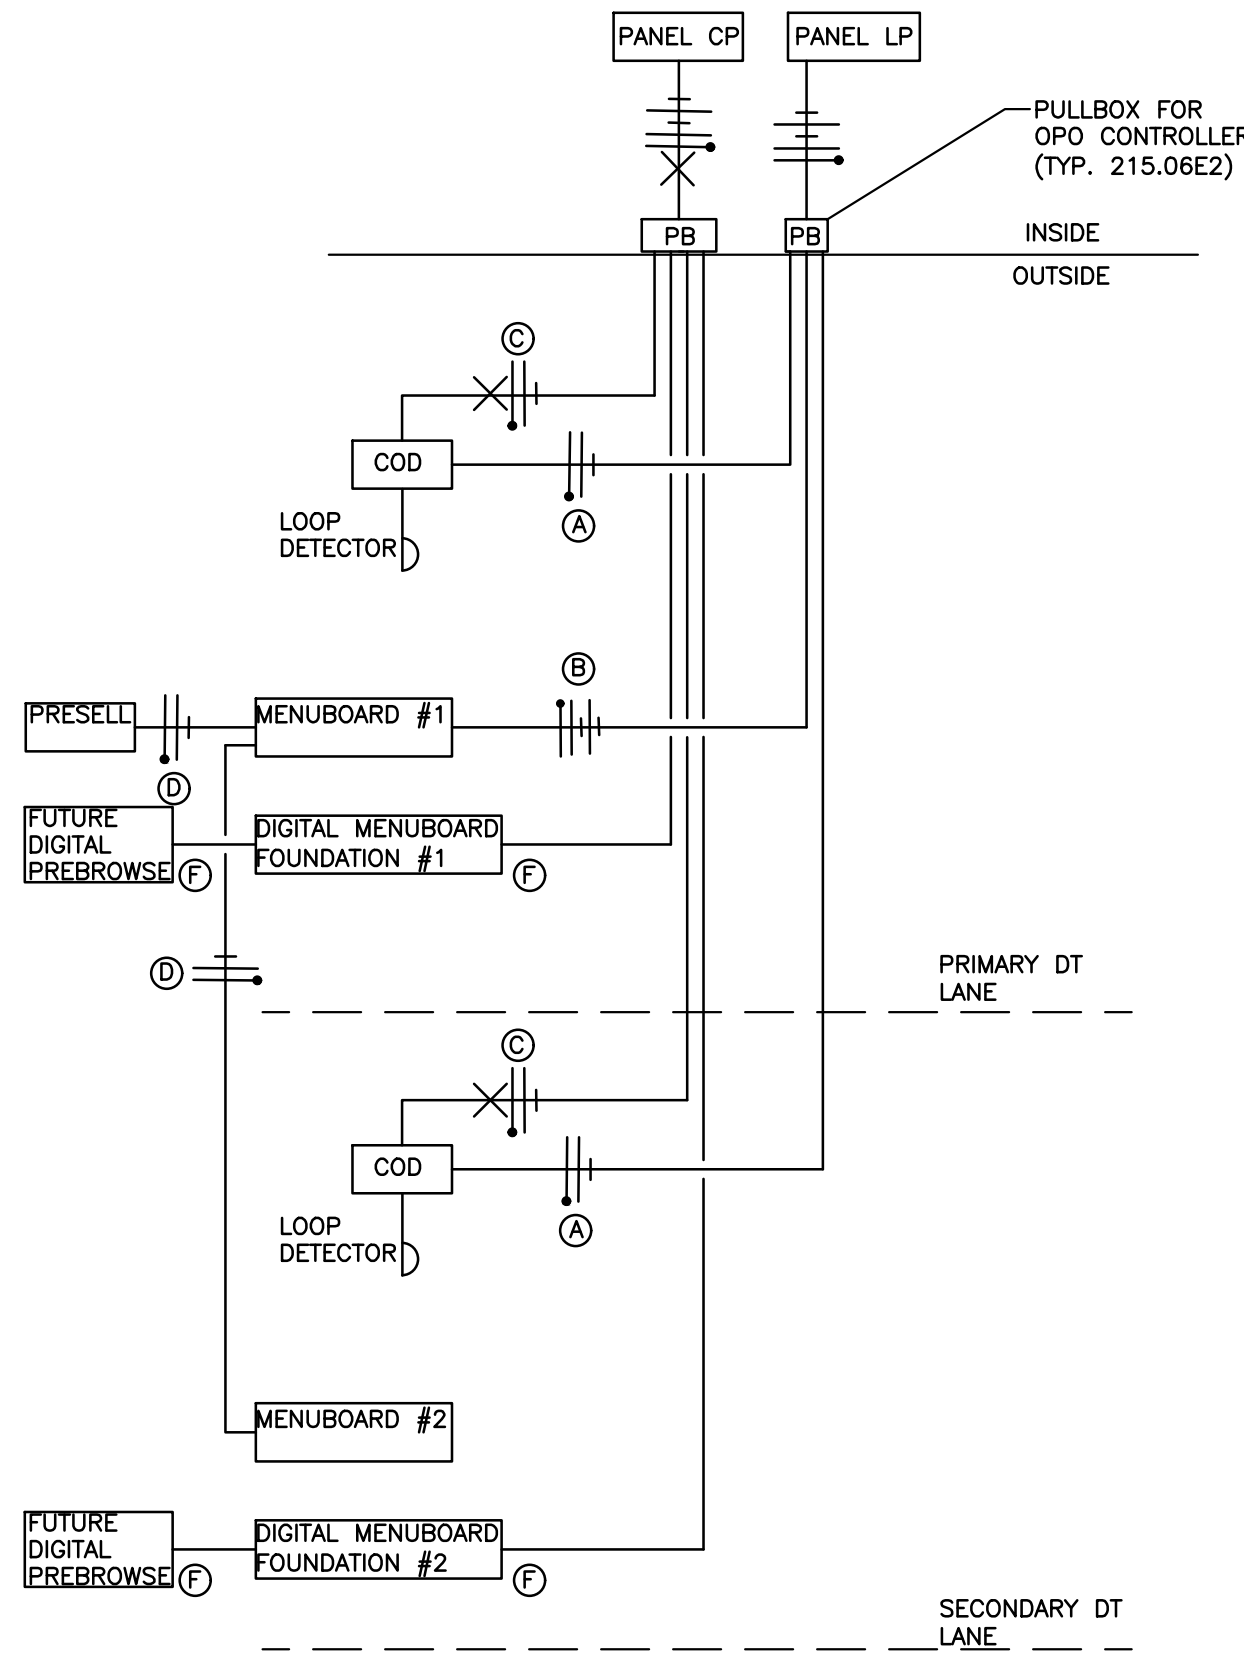 PANEL CP
PANEL LP
PULLBOX FOR
OPO CONTROLLER
(TYP. 215.06E2)
PB
PB
INSIDE
OUTSIDE
C
COD
A
LOOP
DETECTOR
B
PRESELL
MENUBOARD #1
D
FUTURE
DIGITAL
PREBROWSE
F
DIGITAL MENUBOARD
FOUNDATION #1
F
D
PRIMARY DT
LANE
C
COD
A
LOOP
DETECTOR
MENUBOARD #2
FUTURE
DIGITAL
PREBROWSE
F
DIGITAL MENUBOARD
FOUNDATION #2
F
SECONDARY DT
LANE